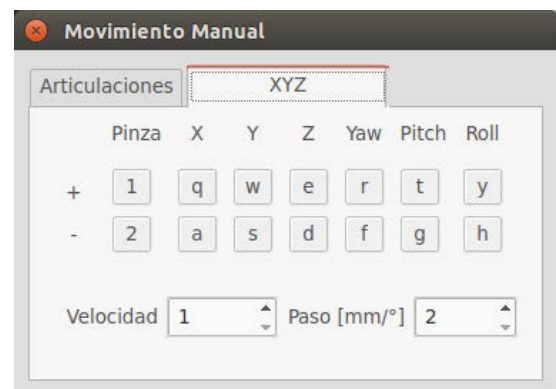 Movimiento Manual
Articulaciones XYZ
Pinza X Y Z Yaw Pitch Roll
+ 1 q w e r t y
- 2 a s d f g h
Velocidad 1 Paso [mm/°] 2